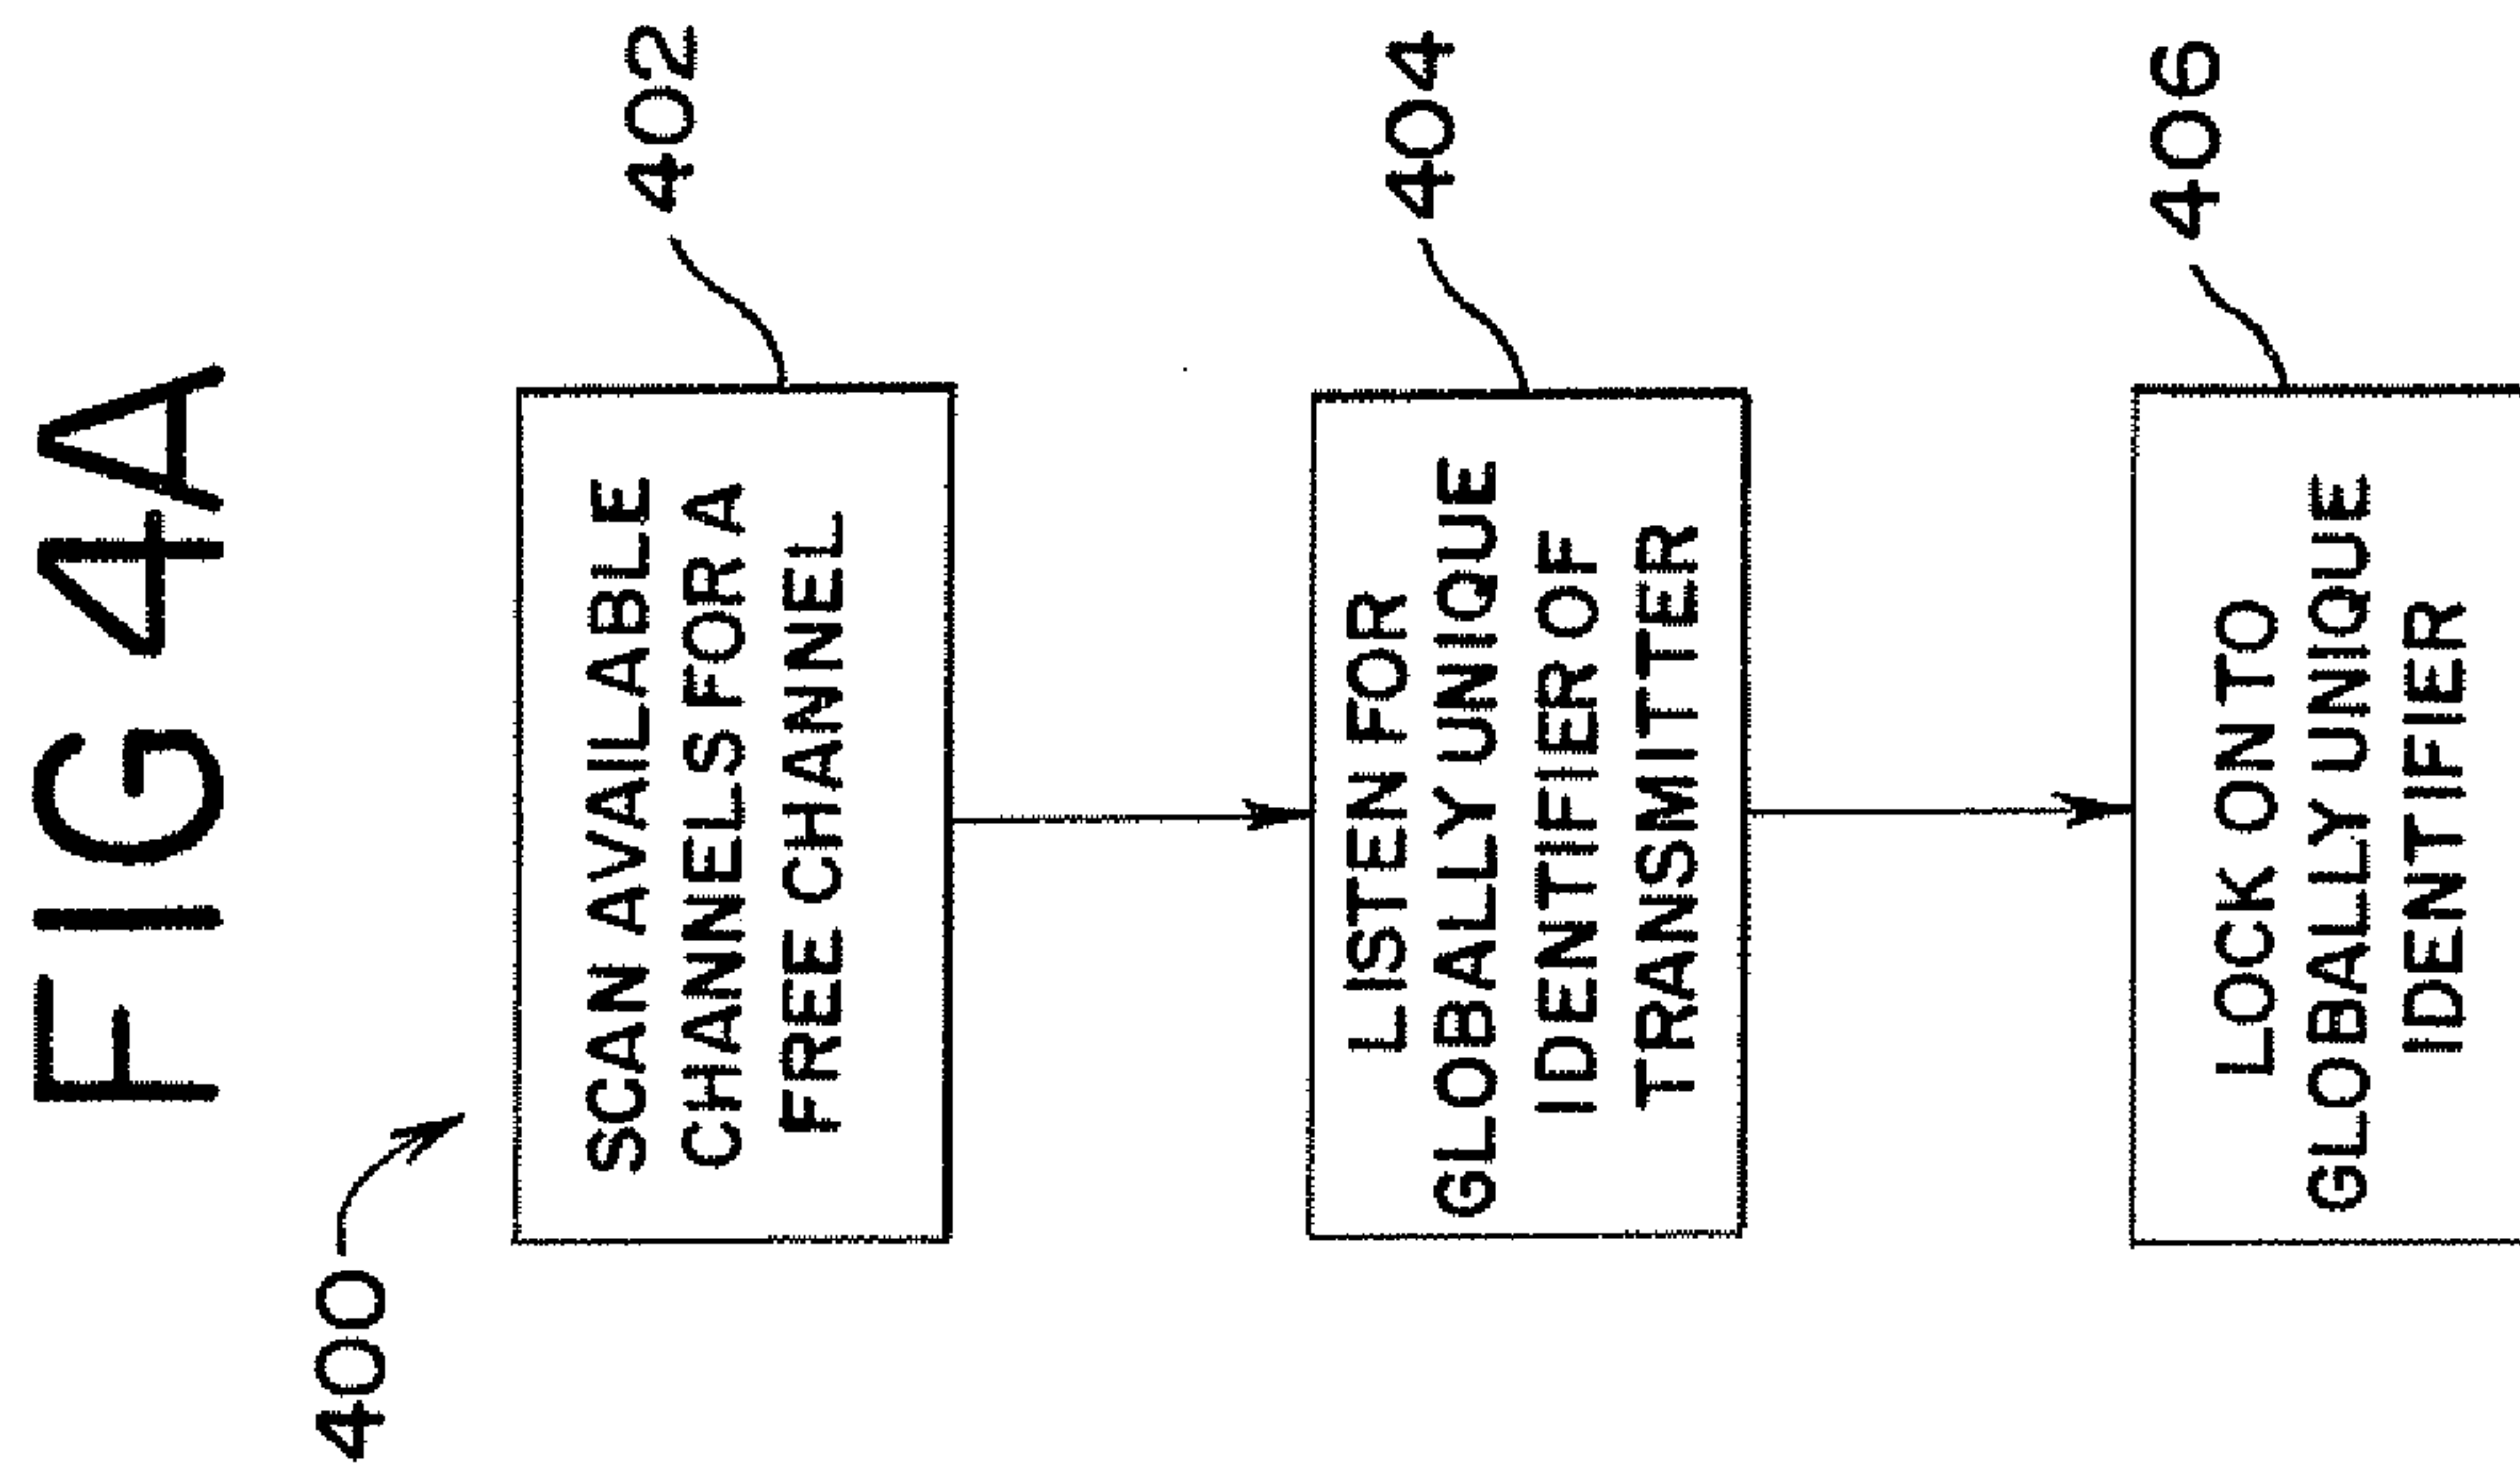 FIG 4A
400
SCAN AVAILABLE
CHANNELS FOR A
FREE CHANNEL
402
LISTEN FOR
GLOBALLY UNIQUE
IDENTIFIER OF
TRANSMITTER
404
LOCK ON TO
GLOBALLY UNIQUE
IDENTIFIER
406